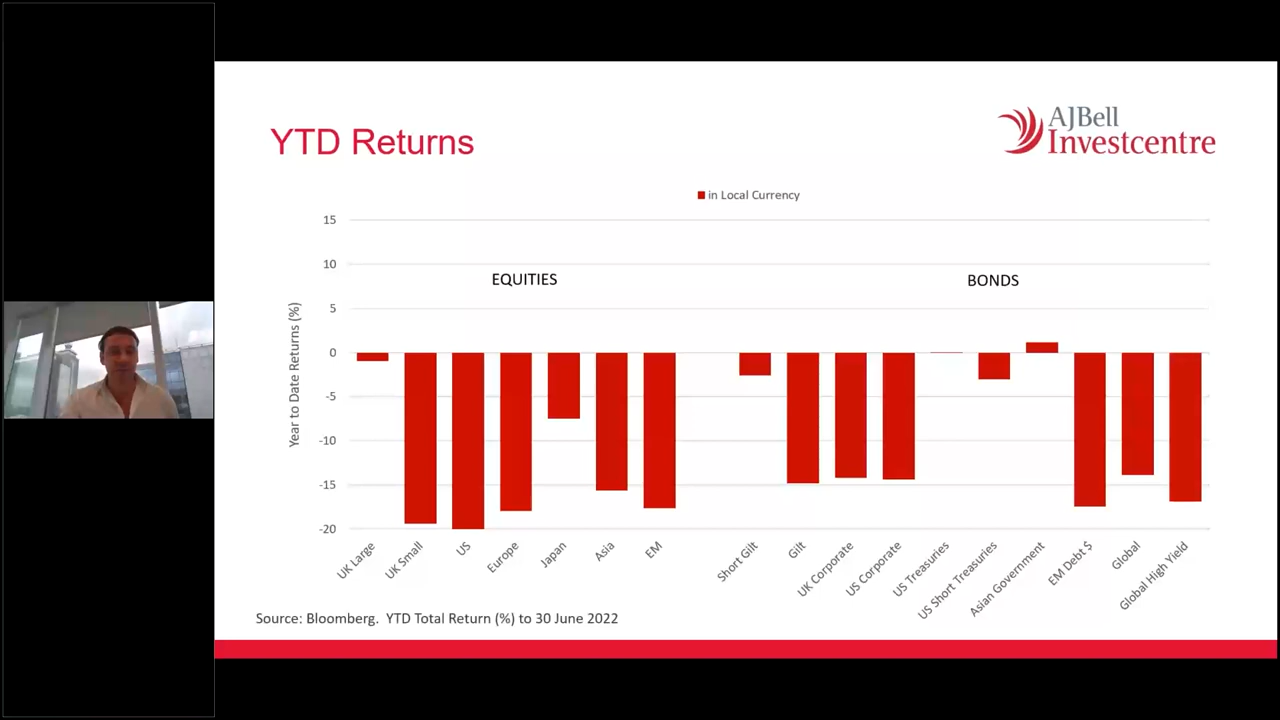 YTD Returns
AJBell
Investcentre
in Local Currency
15
10
5
0
-5
-10
-15
-20
Year to Date Returns (%)
EQUITIES
BONDS
UK Large
UK Small
US
Europe
Japan
Asia
EM
Short Gilt
Gilt
UK Corporate
US Corporate
US Treasuries
US Short Treasuries
Asian Government
EM Debt $
Global
Global High Yield
Source: Bloomberg. YTD Total Return (%) to 30 June 2022